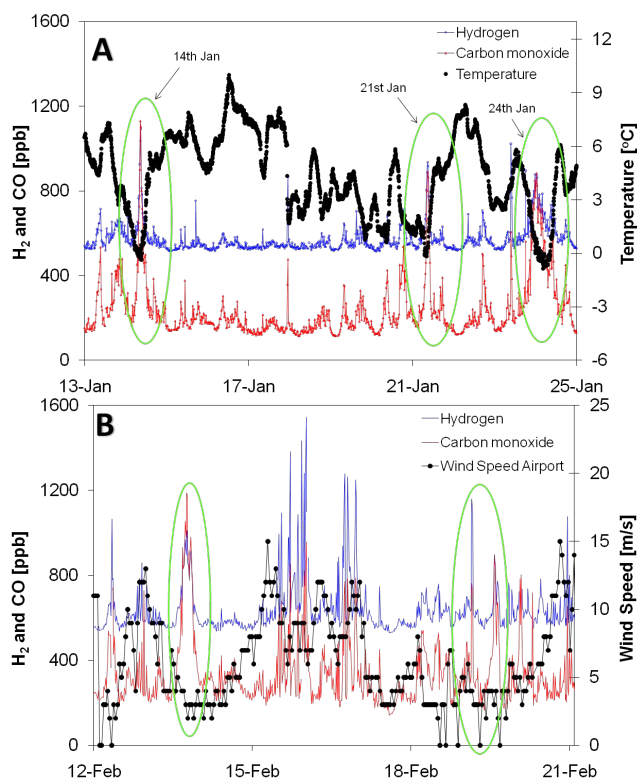 A
Hydrogen
Carbon monoxide
Temperature
14th Jan
21st Jan
24th Jan
1600
1200
800
400
0
H2 and CO [ppb]
12
9
6
3
0
-3
-6
Temperature [°C]
13-Jan 17-Jan 21-Jan 25-Jan
B
Hydrogen
Carbon monoxide
Wind Speed Airport
1600
1200
800
400
0
H2 and CO [ppb]
25
20
15
10
5
0
Wind Speed [m/s]
12-Feb 15-Feb 18-Feb 21-Feb